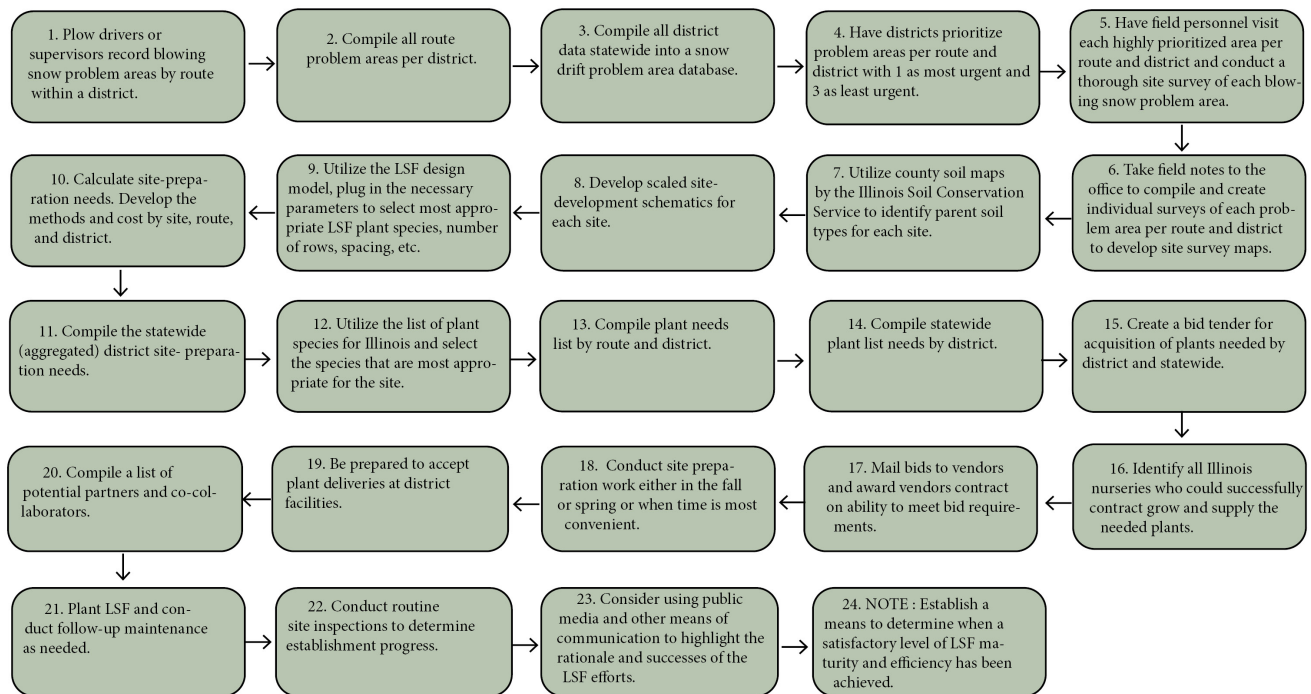 1. Plow drivers or
supervisors record blowing
snow problem areas by route
within a district.
2. Compile all route
problem areas per district.
3. Compile all district
data statewide into a snow
drift problem area database.
4. Have districts prioritize
problem areas per route and
district with 1 as most urgent and
3 as least urgent.
5. Have field personnel visit
each highly prioritized area per
route and district and conduct a
thorough site survey of each blow-
ing snow problem area.
6. Take field notes to the
office to compile and create
individual surveys of each prob-
lem area per route and district
to develop site survey maps.
7. Utilize county soil maps
by the Illinois Soil Conservation
Service to identify parent soil
types for each site.
8. Develop scaled site-
development schematics for
each site.
9. Utilize the LSF design
model, plug in the necessary
parameters to select most appro-
priate LSF plant species, number
of rows, spacing, etc.
10. Calculate site-prepa-
ration needs. Develop the
methods and cost by site, route,
and district.
11. Compile the statewide
(aggregated) district site- prepara-
tion needs.
12. Utilize the list of plant
species for Illinois and select
the species that are most appro-
priate for the site.
13. Compile plant needs
list by route and district.
14. Compile statewide
plant list needs by district.
15. Create a bid tender for
acquisition of plants needed by
district and statewide.
16. Identify all Illinois
nurseries who could successfully
contract grow and supply the
needed plants.
17. Mail bids to vendors
and award vendors contract
on ability to meet bid require-
ments.
18. Conduct site prepa-
ration work either in the fall
or spring or when time is most
convenient.
19. Be prepared to accept
plant deliveries at district
facilities.
20. Compile a list of
potential partners and co-col-
laborators.
21. Plant LSF and con-
duct follow-up maintenance
as needed.
22. Conduct routine
site inspections to determine
establishment progress.
23. Consider using public
media and other means of
communication to highlight the
rationale and successes of the
LSF efforts.
24. NOTE : Establish a
means to determine when a
satisfactory level of LSF ma-
turity and efficiency has been
achieved.